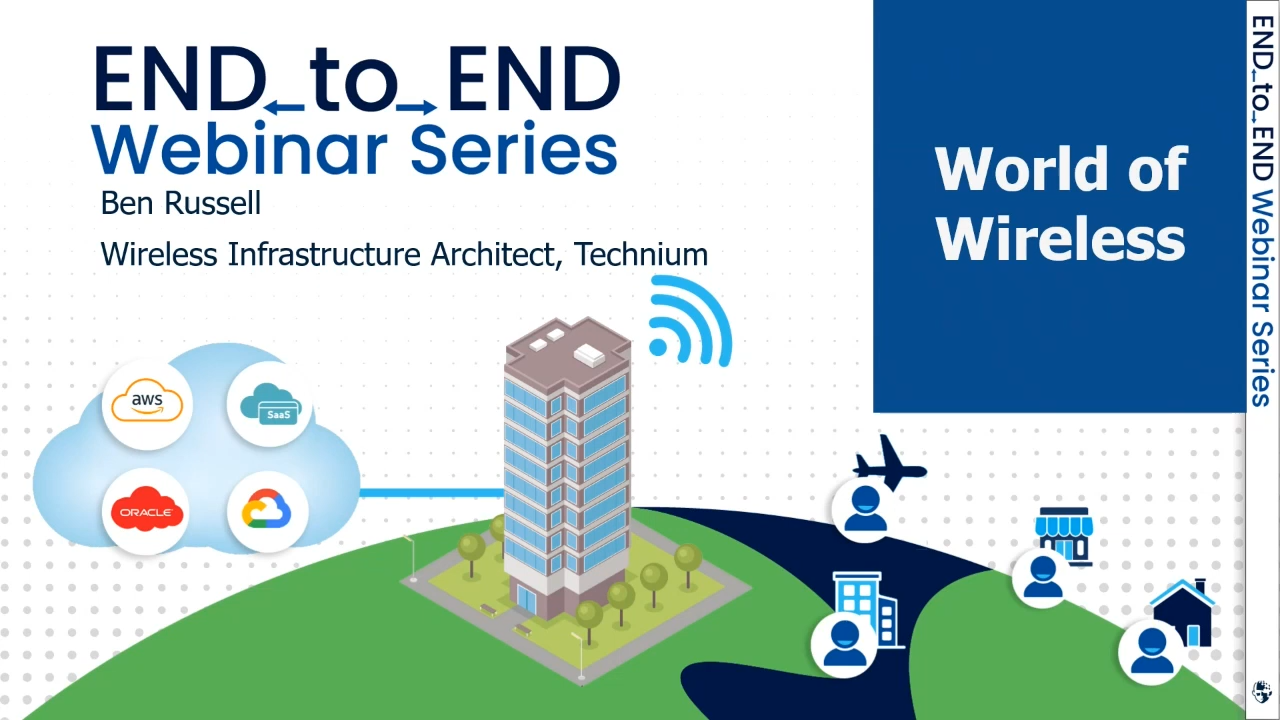 END to END
Webinar Series
Ben Russell
Wireless Infrastructure Architect, Technium
World of
Wireless
aws
SaaS
ORACLE
END to END Webinar Series